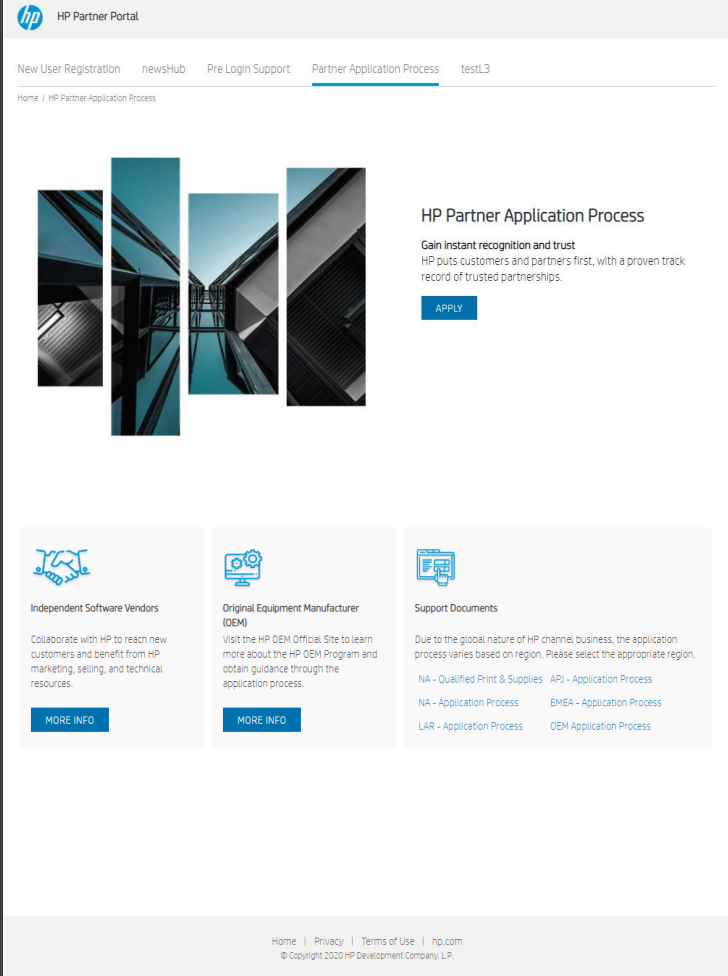 hp
HP Partner Portal
New User Registration newsHub Pre Login Support Partner Application Process testL3
Home / HP Partner Application Process
HP Partner Application Process
Gain instant recognition and trust
HP puts customers and partners first, with a proven track
record of trusted partnerships.
APPLY
Independent Software Vendors
Collaborate with HP to reach new
customers and benefit from HP
marketing, selling, and technical
resources.
MORE INFO
Original Equipment Manufacturer
(OEM)
Visit the HP OEM Official Site to learn
more about the HP OEM Program and
obtain guidance through the
application process.
MORE INFO
Support Documents
Due to the global nature of HP channel business, the application
process varies based on region. Please select the appropriate region.
NA - Qualified Print & Supplies APJ - Application Process
NA - Application Process EMEA - Application Process
LAR - Application Process OEM Application Process
Home | Privacy | Terms of Use | hp.com
© Copyright 2020 HP Development Company, L.P.